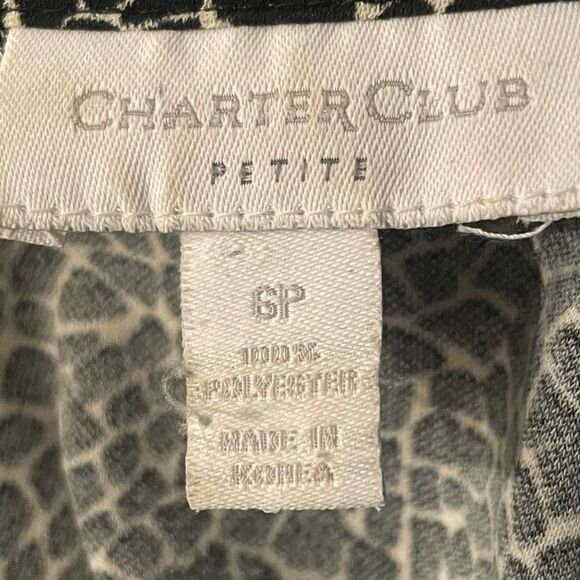 CHARTER CLUB
PETITE
6P
100%
POLYESTER
MADE IN
KOREA